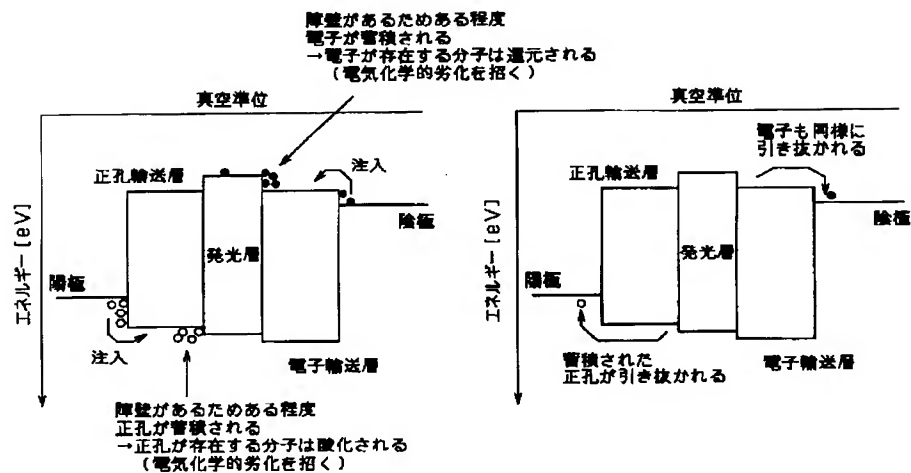 障壁があるためある程度
電子が蓄積される
→電子が存在する分子は還元される
(電気化学的劣化を招く)
真空準位
注入
正孔輸送層
陰極
発光層
エネルギー[eV]
陽極
注入
電子輸送層
障壁があるためある程度
正孔が蓄積される
→正孔が存在する分子は酸化される
(電気化学的劣化を招く)
真空準位
電子も同様に
引き抜かれる
正孔輸送層
陰極
発光層
エネルギー[eV]
陽極
蓄積された
正孔が引き抜かれる
電子輸送層